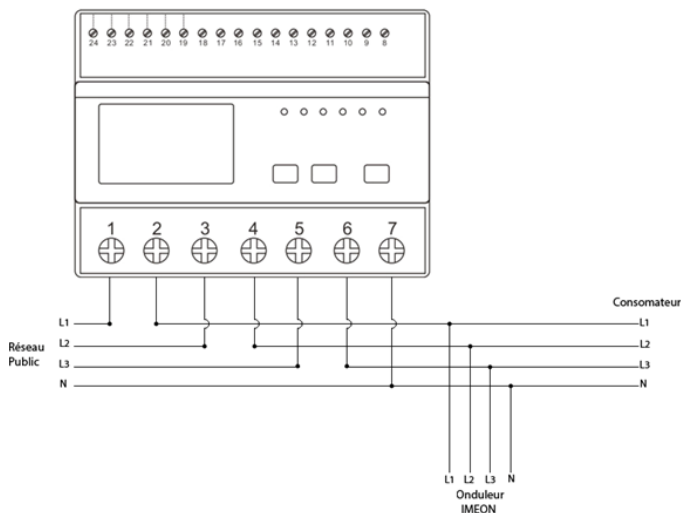 24 23 22 21 20 19 18 17 16 15 14 13 12 11 10 9 8
1 2 3 4 5 6 7
Consomateur
L1 L1
Réseau
Public
L2 L2
L3 L3
N N
L1 L2 L3 N
Onduleur
IMEON